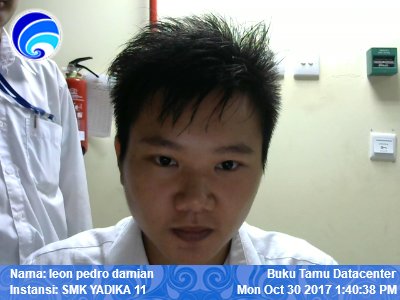 Nama: leon pedro damian
Buku Tamu Datacenter
Instansi: SMK YADIKA 11
Mon Oct 30 2017 1:40:38 PM